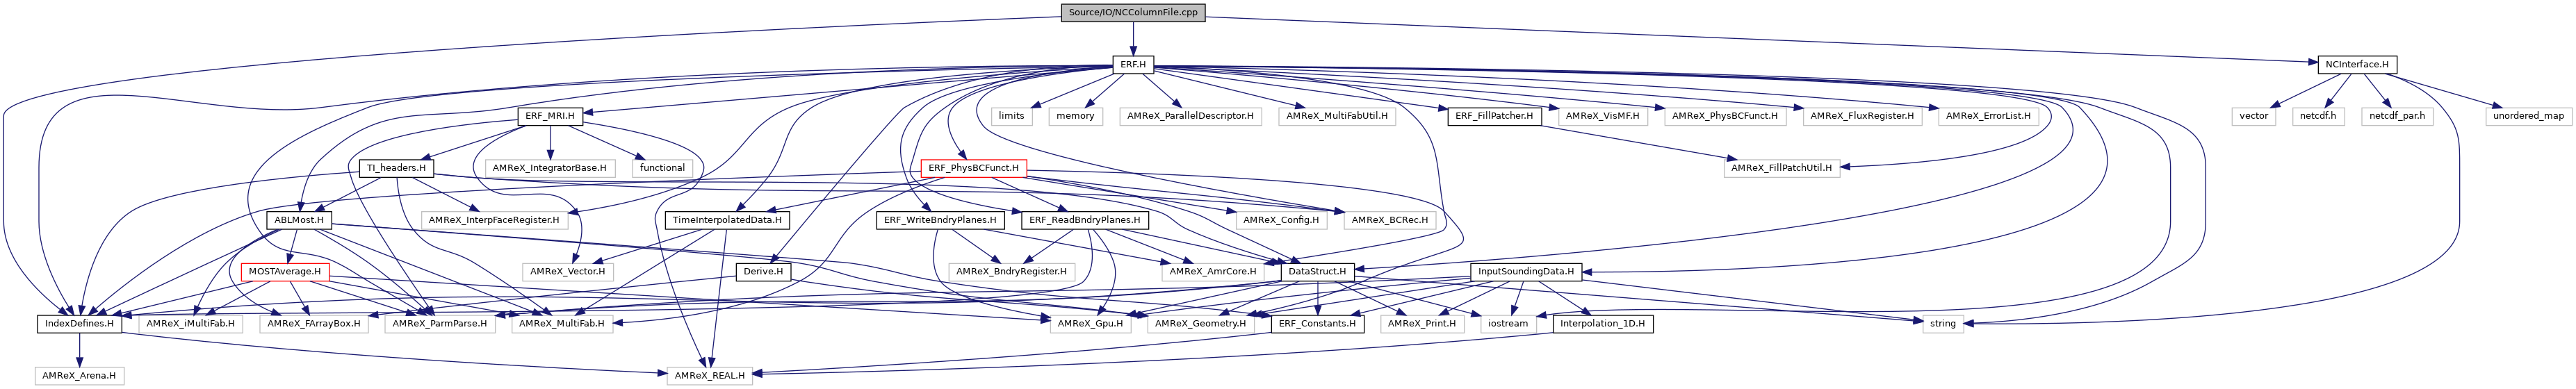 Source/IO/NCColumnFile.cpp
ERF.H
NCInterface.H
ERF_MRI.H
limits
memory
AMReX_ParallelDescriptor.H
AMReX_MultiFabUtil.H
ERF_FillPatcher.H
AMReX_VisMF.H
AMReX_PhysBCFunct.H
AMReX_FluxRegister.H
AMReX_ErrorList.H
vector
netcdf.h
netcdf_par.h
unordered_map
TI_headers.H
AMReX_IntegratorBase.H
functional
ERF_PhysBCFunct.H
AMReX_FillPatchUtil.H
ABLMost.H
AMReX_InterpFaceRegister.H
TimeInterpolatedData.H
ERF_WriteBndryPlanes.H
ERF_ReadBndryPlanes.H
AMReX_Config.H
AMReX_BCRec.H
MOSTAverage.H
AMReX_Vector.H
Derive.H
AMReX_BndryRegister.H
AMReX_AmrCore.H
DataStruct.H
InputSoundingData.H
IndexDefines.H
AMReX_iMultiFab.H
AMReX_FArrayBox.H
AMReX_ParmParse.H
AMReX_MultiFab.H
AMReX_Gpu.H
AMReX_Geometry.H
ERF_Constants.H
AMReX_Print.H
iostream
Interpolation_1D.H
string
AMReX_Arena.H
AMReX_REAL.H